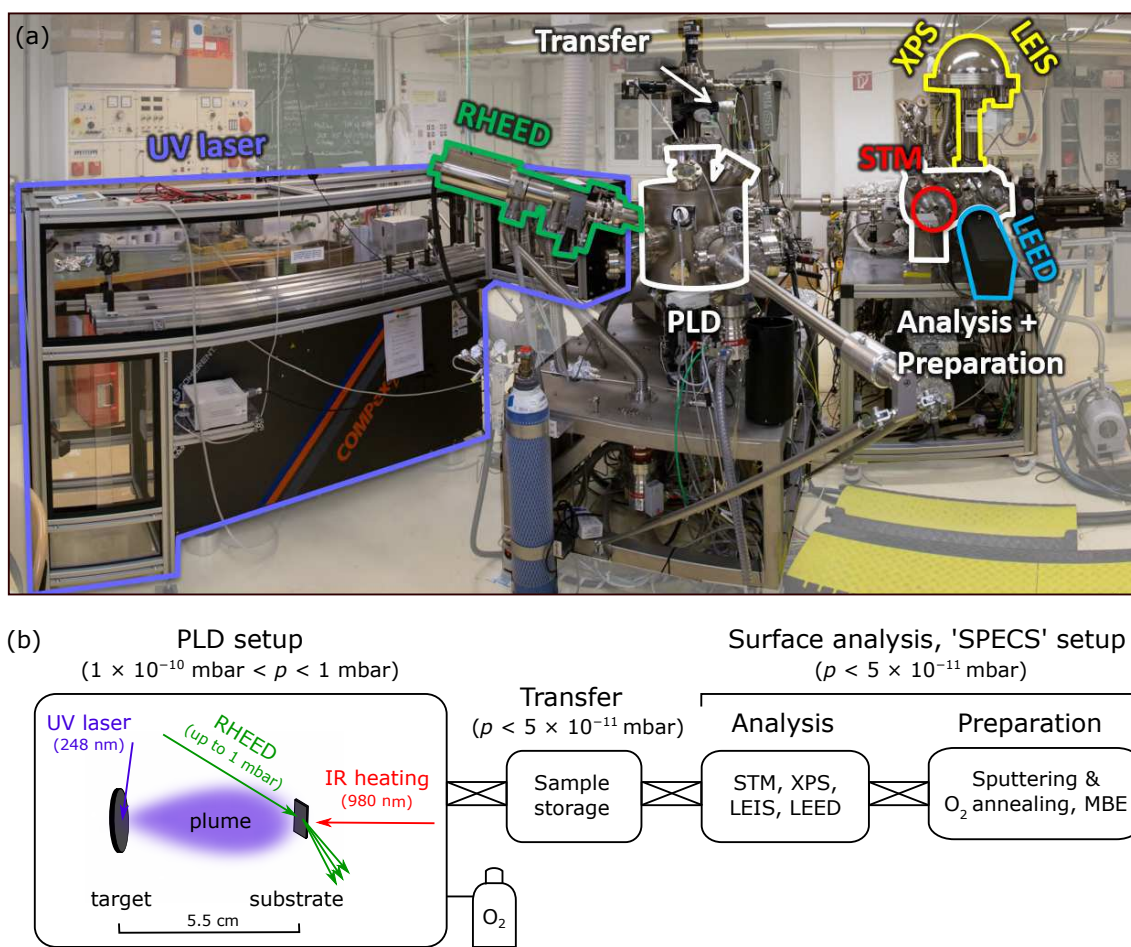 (a)
Transfer
XPS
LEIS
RHEED
UV laser
STM
LEED
PLD
Analysis +
Preparation
COMPex
(b)
PLD setup
(1 × 10⁻¹⁰ mbar < p < 1 mbar)
Surface analysis, 'SPECS' setup
(p < 5 × 10⁻¹¹ mbar)
Transfer
(p < 5 × 10⁻¹¹ mbar)
Analysis
Preparation
UV laser
(248 nm)
RHEED
(up to 1 mbar)
IR heating
(980 nm)
plume
target
substrate
5.5 cm
O₂
Sample
storage
STM, XPS,
LEIS, LEED
Sputtering &
O₂ annealing, MBE